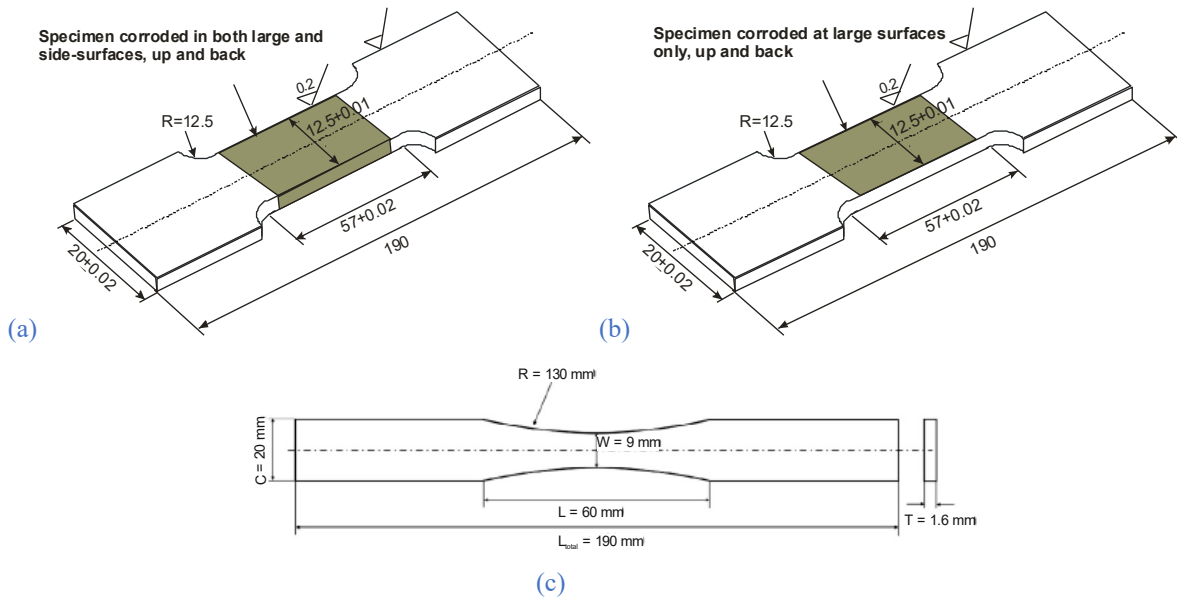 Specimen corroded in both large and
side-surfaces, up and back
0.2
R=12.5
12.5+0.01
57+0.02
190
20+0.02
(a)
Specimen corroded at large surfaces
only, up and back
0.2
R=12.5
12.5+0.01
57+0.02
190
20+0.02
(b)
R = 130 mm
C = 20 mm
W = 9 mm
L = 60 mm
T = 1.6 mm
Ltotal = 190 mm
(c)